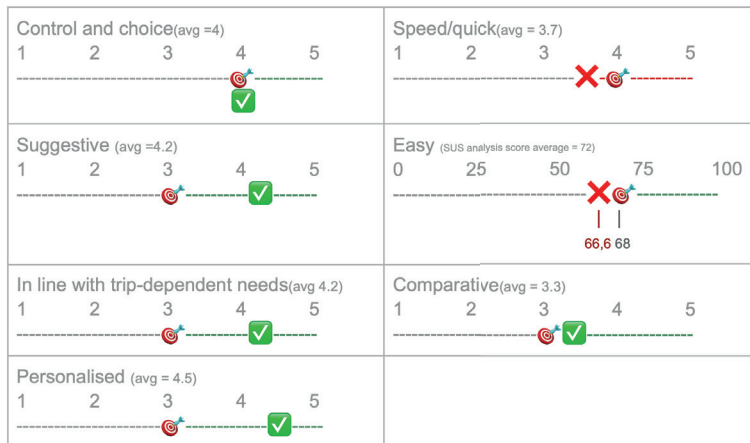 Control and choice(avg =4)
1 2 3 4 5
Speed/quick(avg = 3.7)
1 2 3 4 5
Suggestive (avg =4.2)
1 2 3 4 5
Easy (SUS analysis score average = 72)
0 25 50 75 100
66,6 68
In line with trip-dependent needs(avg 4.2)
1 2 3 4 5
Comparative(avg = 3.3)
1 2 3 4 5
Personalised (avg = 4.5)
1 2 3 4 5